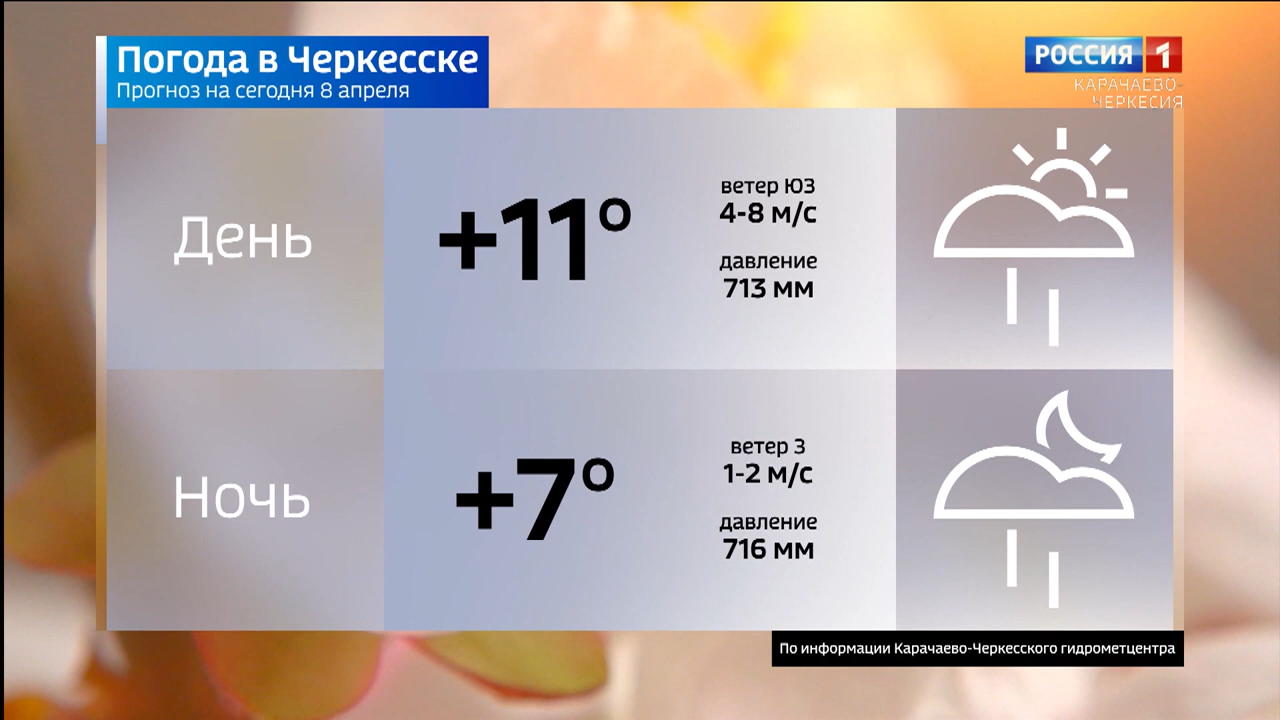 Погода в Черкесске
Прогноз на сегодня 8 апреля
РОССИЯ 1
КАРАЧАЕВО-
ЧЕРКЕСИЯ
День
+11°
ветер ЮЗ
4-8 м/с
давление
713 мм
Ночь
+7°
ветер З
1-2 м/с
давление
716 мм
По информации Карачаево-Черкесского гидрометцентра